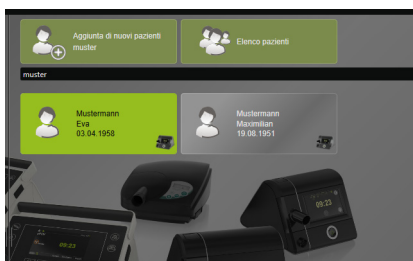 Aggiunta di nuovi pazienti
muster
Elenco pazienti
muster
Mustermann
Eva
03.04.1958
Mustermann
Maximilian
19.08.1951
09:23
09:23